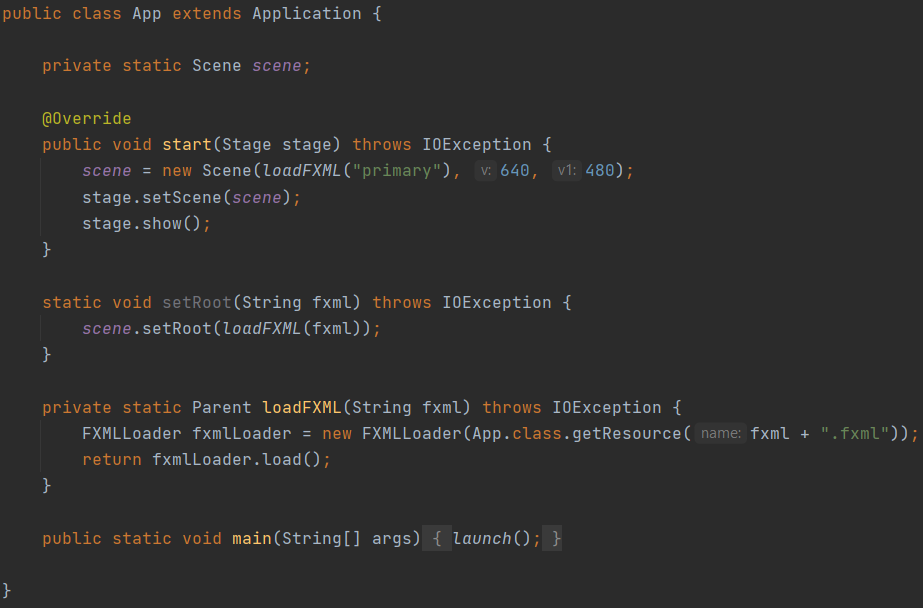 public class App extends Application {
private static Scene scene;
@Override
public void start(Stage stage) throws IOException {
scene = new Scene(loadFXML("primary"), v: 640, v1: 480);
stage.setScene(scene);
stage.show();
}
static void setRoot(String fxml) throws IOException {
scene.setRoot(loadFXML(fxml));
}
private static Parent loadFXML(String fxml) throws IOException {
FXMLLoader fxmlLoader = new FXMLLoader(App.class.getResource( name: fxml + ".fxml"));
return fxmlLoader.load();
}
public static void main(String[] args) { launch(); }
}